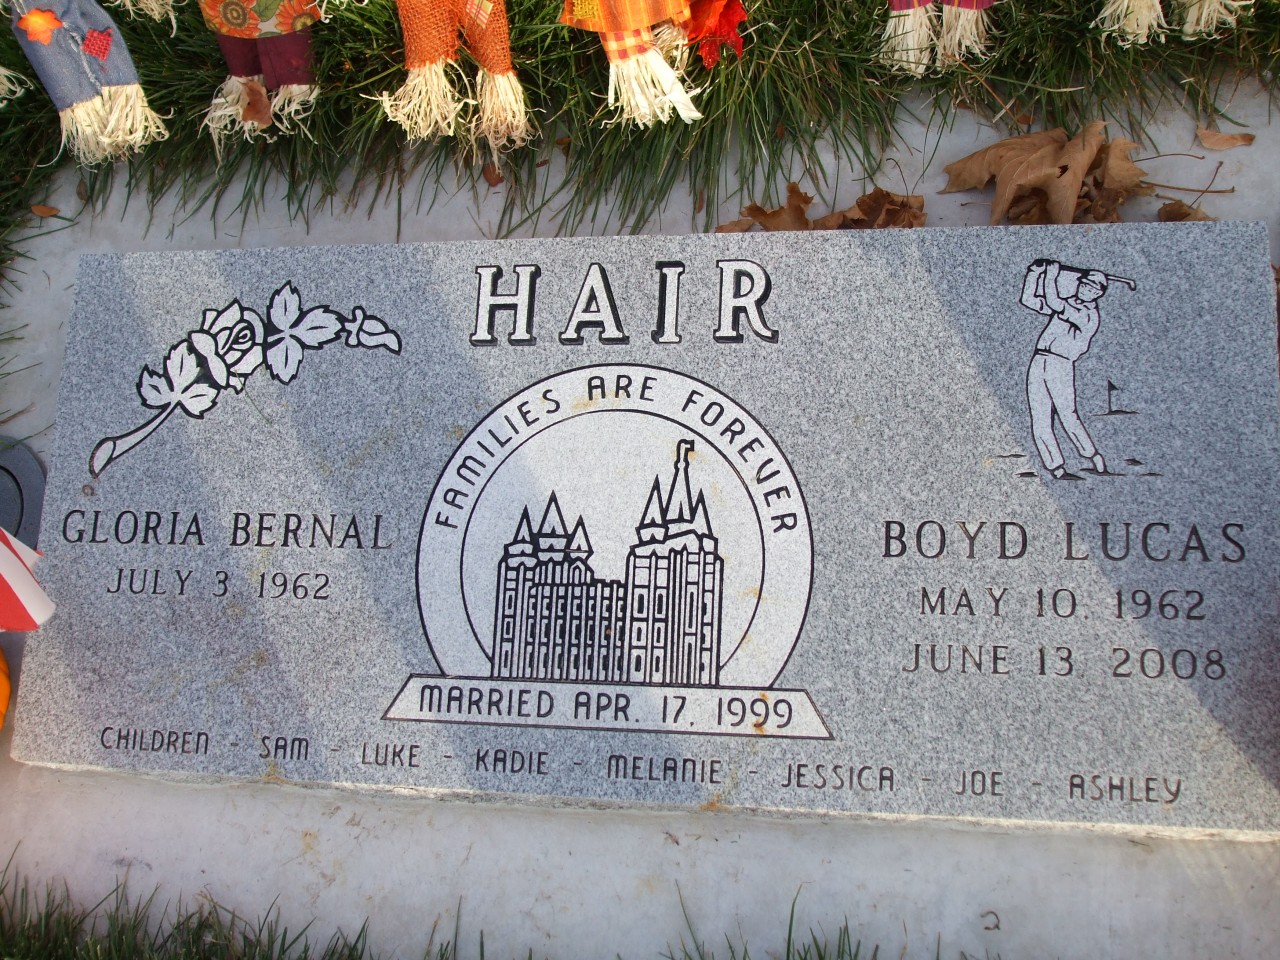 HAIR
FAMILIES ARE FOREVER
GLORIA BERNAL
JULY 3 1962
BOYD LUCAS
MAY 10, 1962
JUNE 13, 2008
MARRIED APR. 17, 1999
CHILDREN - SAM - LUKE - KADIE - MELANIE - JESSICA - JOE - ASHLEY
2